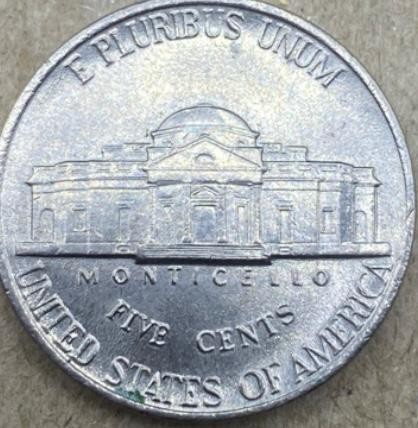 E PLURIBUS UNUM
MONTICELLO
FIVE CENTS
UNITED STATES OF AMERICA